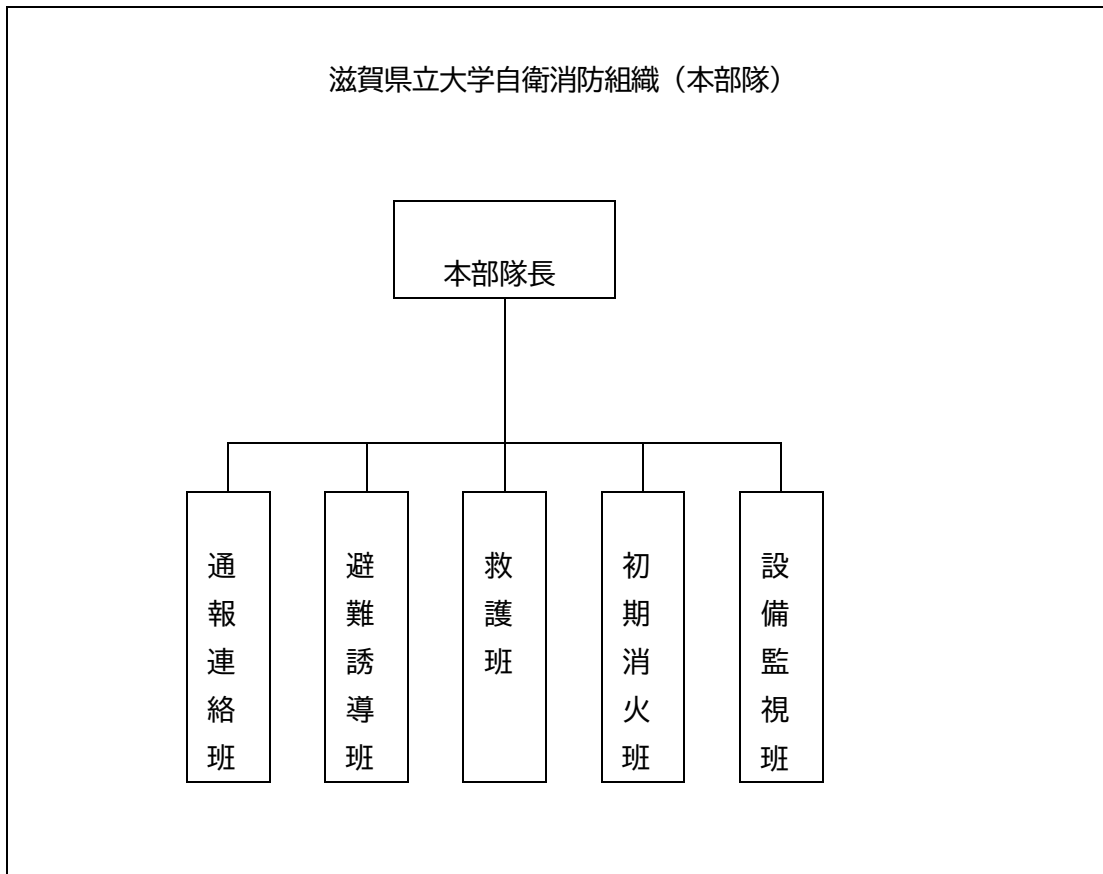 滋賀県立大学自衛消防組織（本部隊）
本部隊長
通報連絡班
避難誘導班
救護班
初期消火班
設備監視班